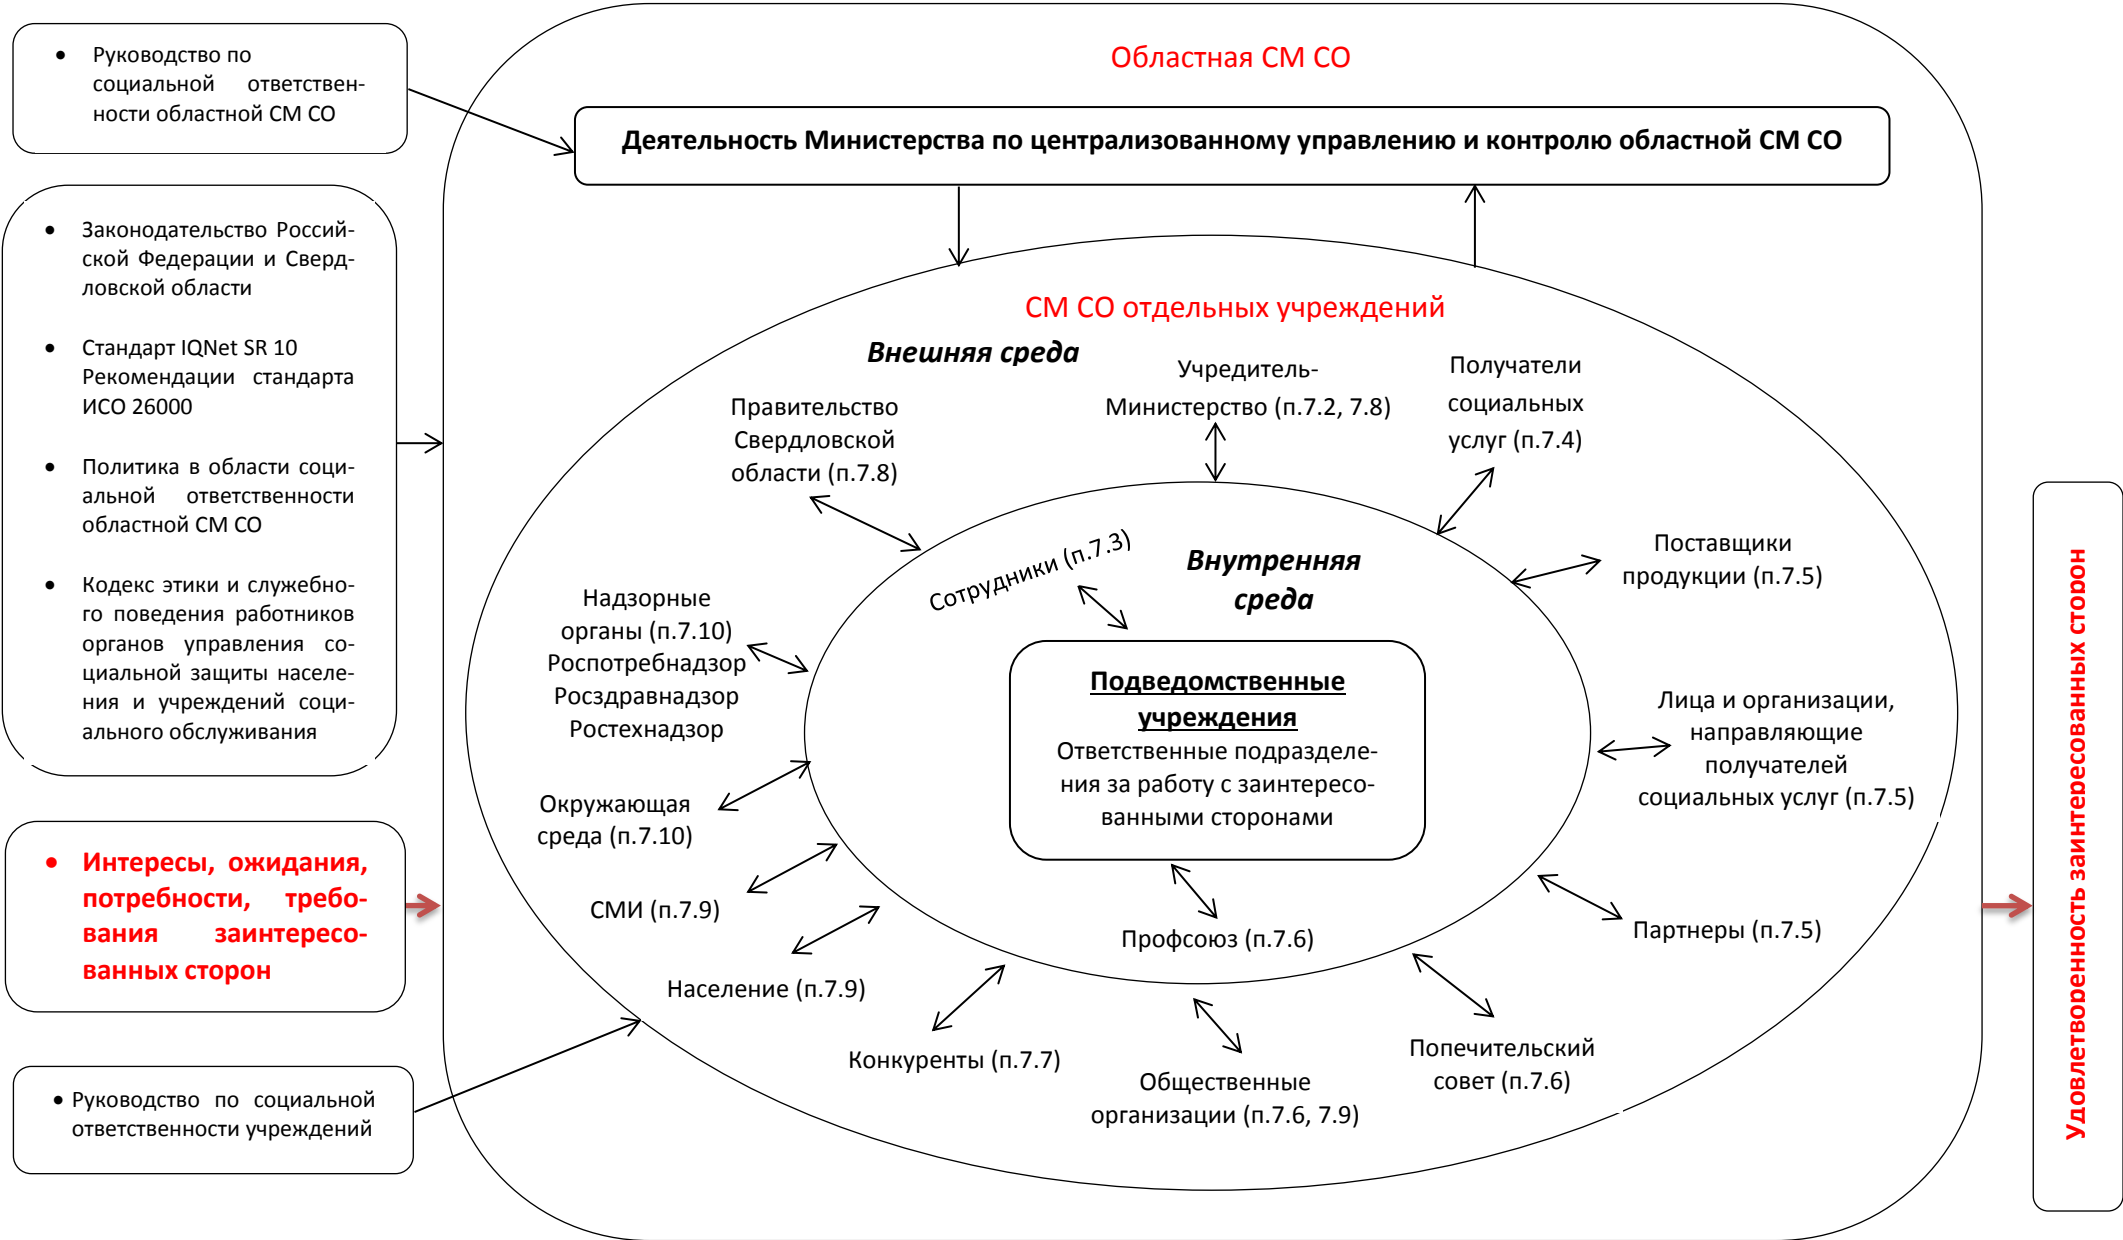 Руководство по
социальной ответствен-
ности областной СМ СО
Законодательство Россий-
ской Федерации и Сверд-
ловской области
Стандарт IQNet SR 10
Рекомендации стандарта
ИСО 26000
Политика в области соци-
альной ответственности
областной СМ СО
Кодекс этики и служебно-
го поведения работников
органов управления со-
циальной защиты населе-
ния и учреждений соци-
ального обслуживания
Интересы, ожидания,
потребности, требо-
вания заинтересо-
ванных сторон
Руководство по социальной
ответственности учреждений
Областная СМ СО
Деятельность Министерства по централизованному управлению и контролю областной СМ СО
СМ СО отдельных учреждений
Внешняя среда
Правительство
Свердловской
области (п.7.8)
Учредитель-
Министерство (п.7.2, 7.8)
Получатели
социальных
услуг (п.7.4)
Поставщики
продукции (п.7.5)
Лица и организации,
направляющие
получателей
социальных услуг (п.7.5)
Партнеры (п.7.5)
Попечительский
совет (п.7.6)
Общественные
организации (п.7.6, 7.9)
Конкуренты (п.7.7)
Население (п.7.9)
СМИ (п.7.9)
Окружающая
среда (п.7.10)
Надзорные
органы (п.7.10)
Роспотребнадзор
Росздравнадзор
Ростехнадзор
Сотрудники (п.7.3)
Внутренняя
среда
Подведомственные
учреждения
Ответственные подразделе-
ния за работу с заинтересо-
ванными сторонами
Профсоюз (п.7.6)
Удовлетворенность заинтересованных сторон